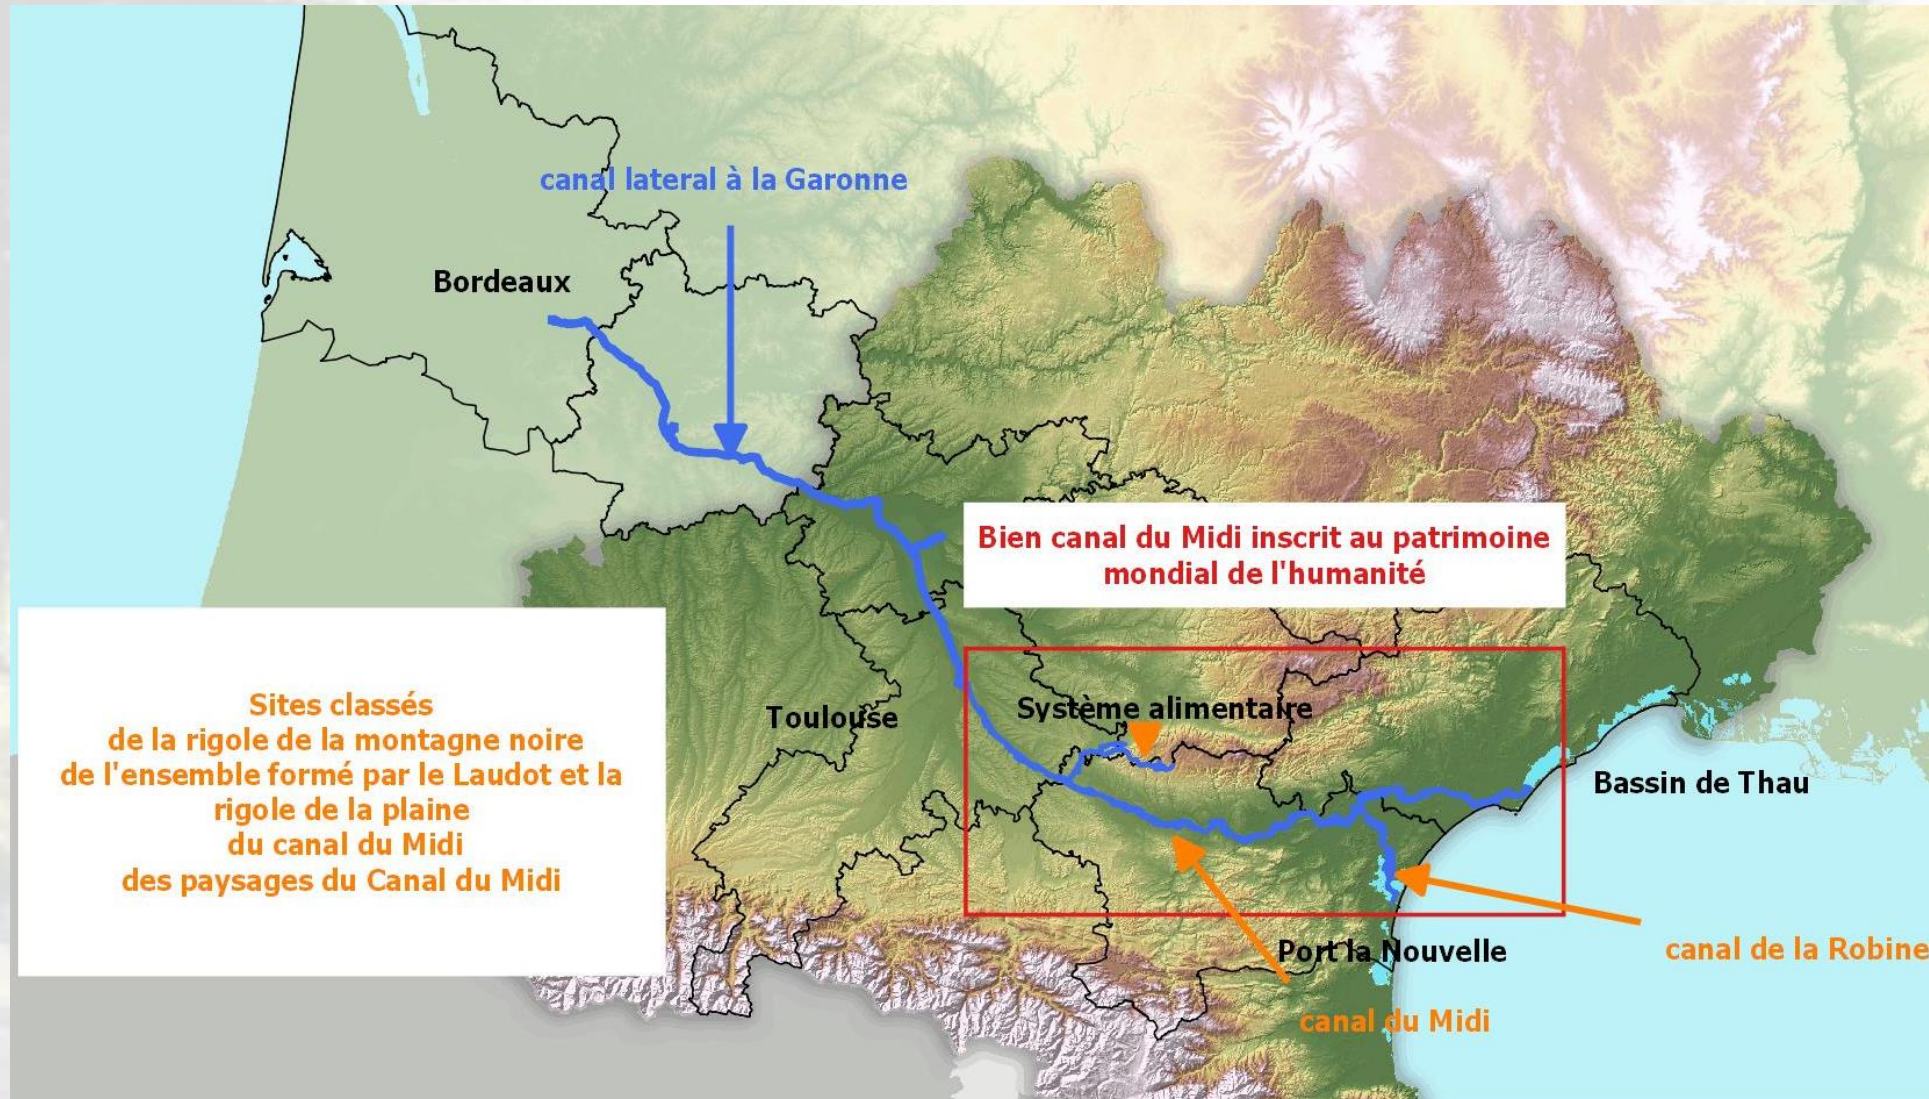 canal lateral à la Garonne
Bordeaux
Bien canal du Midi inscrit au patrimoine
mondial de l'humanité
Sites classés
de la rigole de la montagne noire
de l'ensemble formé par le Laudot et la
rigole de la plaine
du canal du Midi
des paysages du Canal du Midi
Toulouse
Système alimentaire
Bassin de Thau
Port la Nouvelle
canal de la Robine
canal du Midi